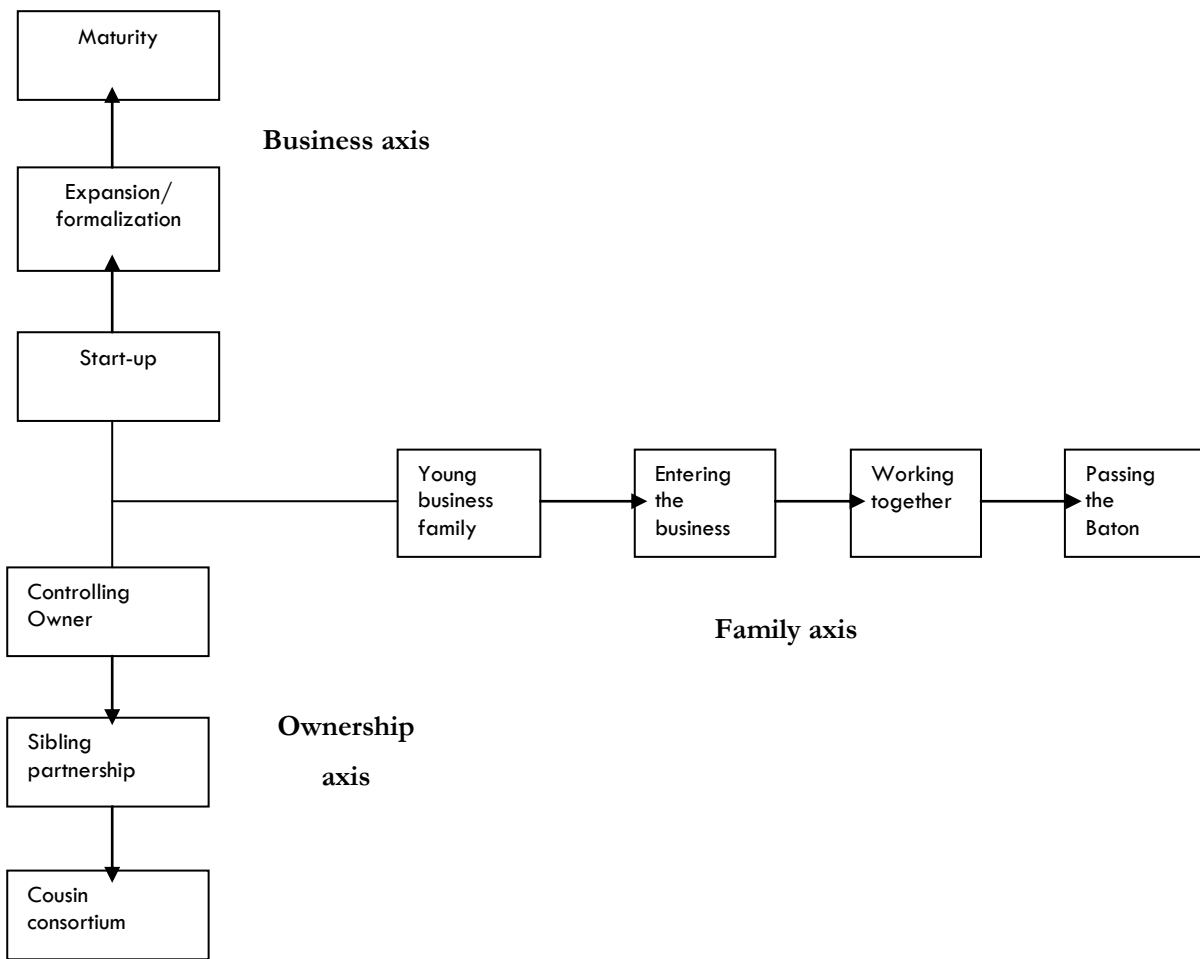 Maturity
Business axis
Expansion/
formalization
Start-up
Young
business
family
Entering
the
business
Working
together
Passing
the
Baton
Controlling
Owner
Family axis
Sibling
partnership
Ownership
axis
Cousin
consortium